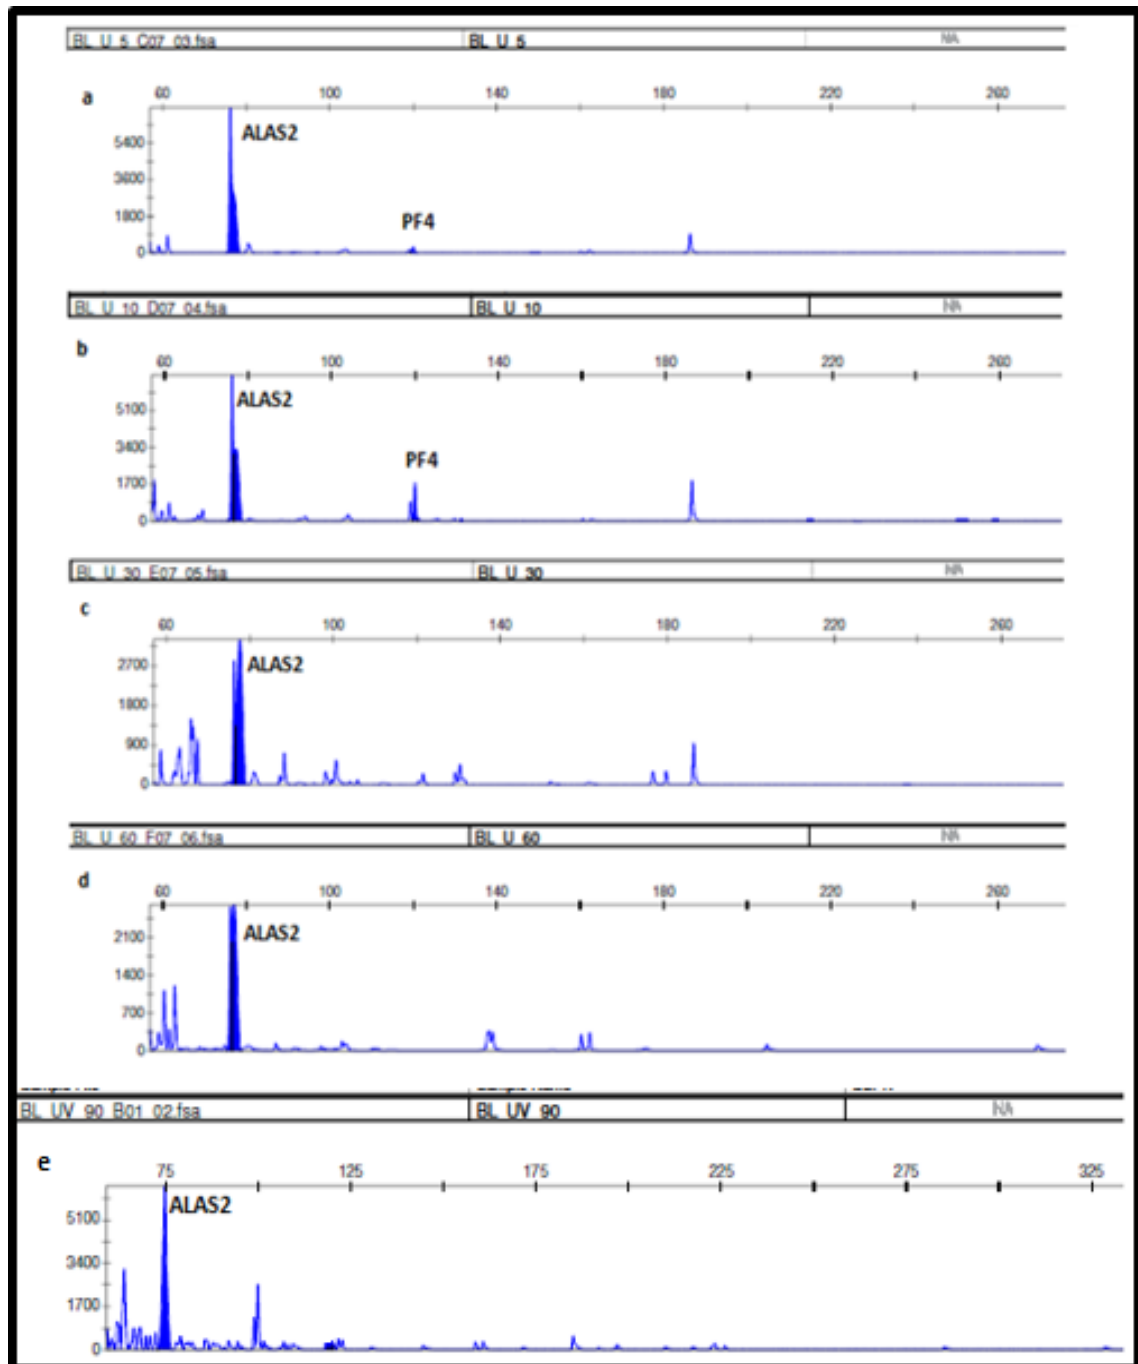 BL_U_5_C07_03.fsa BL_U_5 NA
a
60 100 140 180 220 260
ALAS2
5400
3600
PF4
1800
0
BL_U_10_D07_04.fsa BL_U_10 NA
b
60 100 140 180 220 260
ALAS2
5100
3400
PF4
1700
0
BL_U_30_E07_05.fsa BL_U_30 NA
c
60 100 140 180 220 260
ALAS2
2700
1800
900
0
BL_U_60_F07_06.fsa BL_U_60 NA
d
60 100 140 180 220 260
ALAS2
2100
1400
700
0
BL_UV_90_B01_02.fsa BL_UV_90 NA
e
75 125 175 225 275 325
ALAS2
5100
3400
1700
0